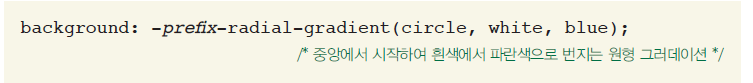 background: -prefix-radial-gradient(circle, white, blue);
/* 중앙에서 시작하여 흰색에서 파란색으로 번지는 원형 그러데이션 */